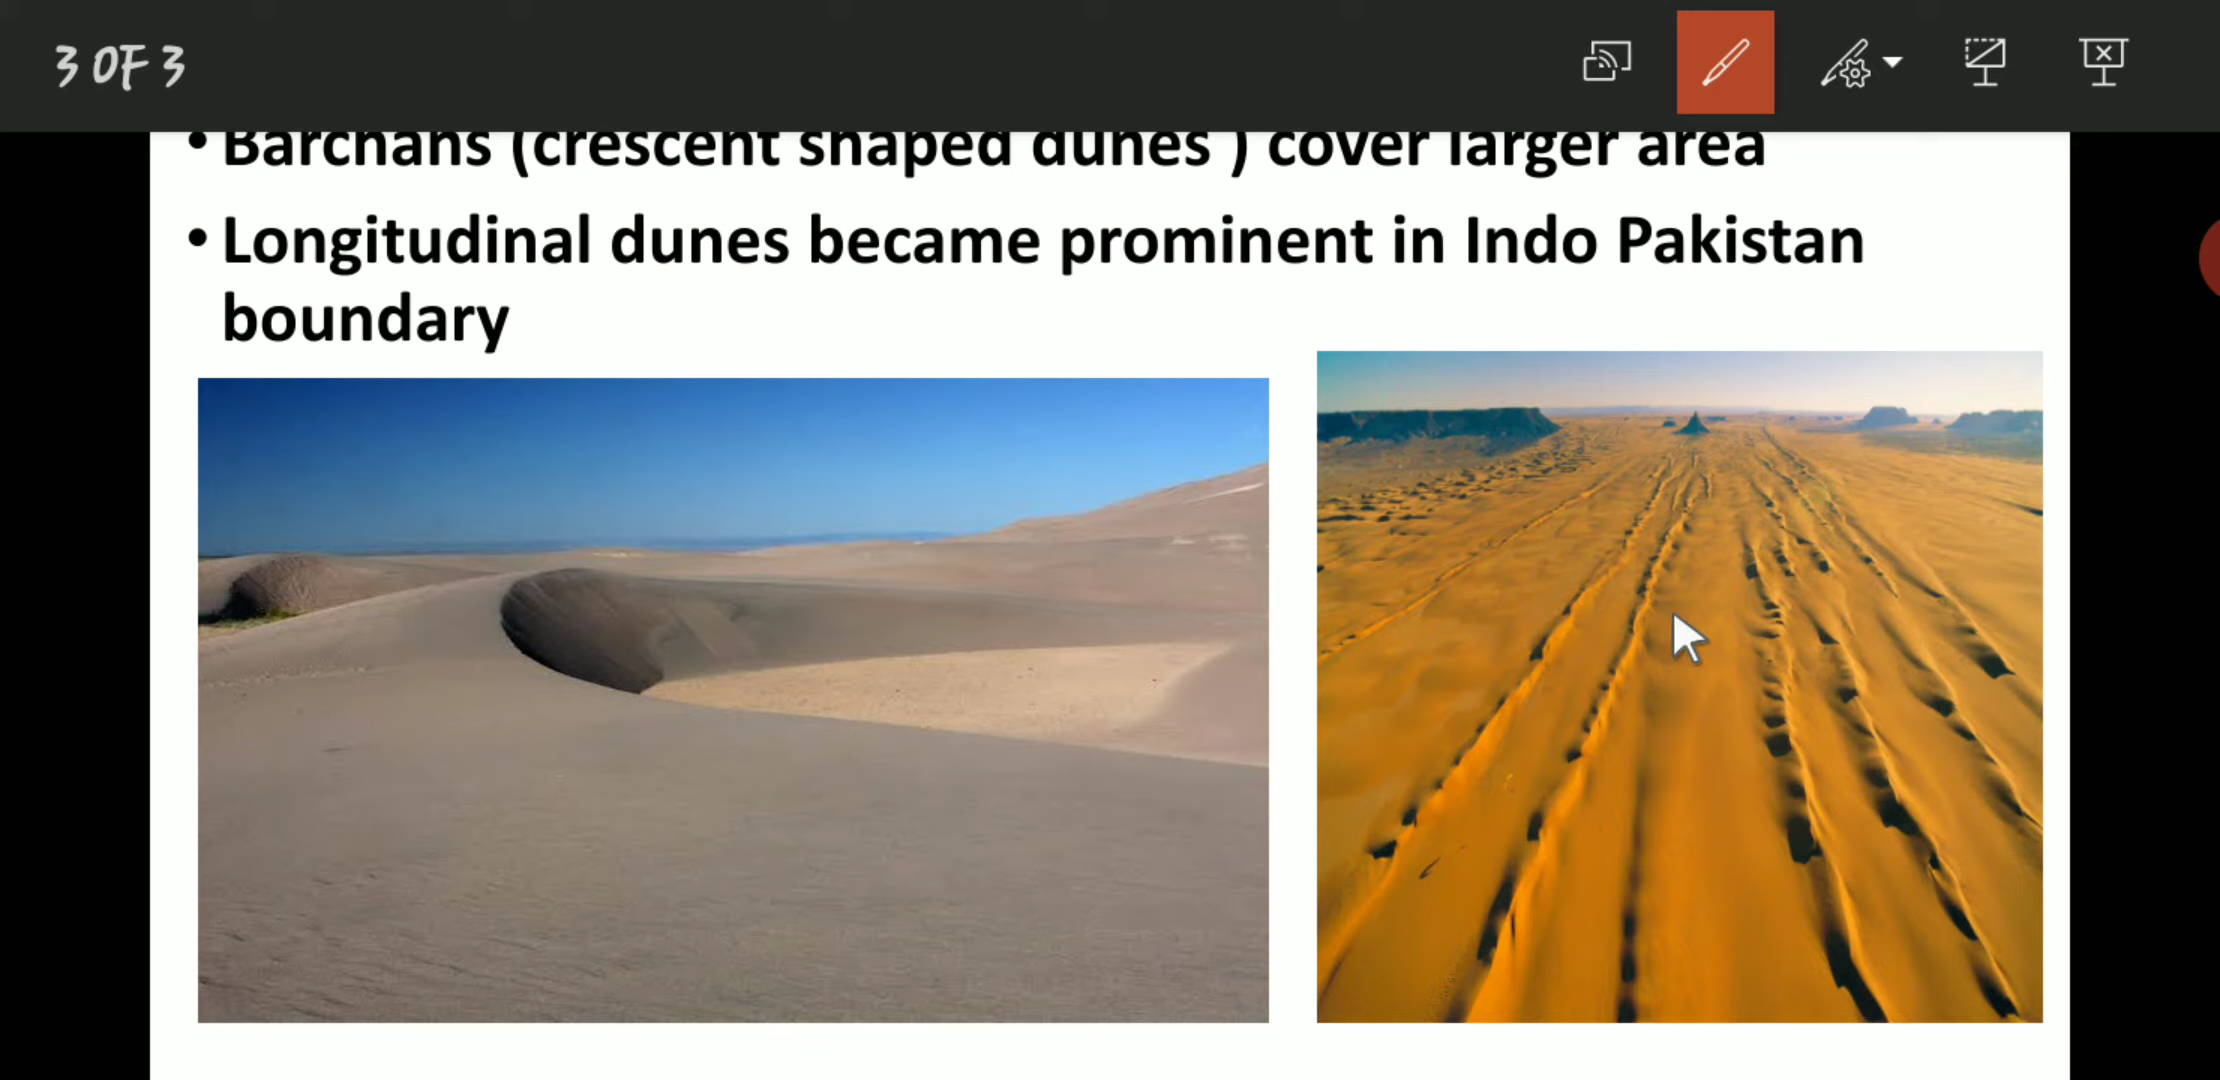 3 OF 3
• Barchans (crescent shaped dunes ) cover larger area
• Longitudinal dunes became prominent in Indo Pakistan
boundary